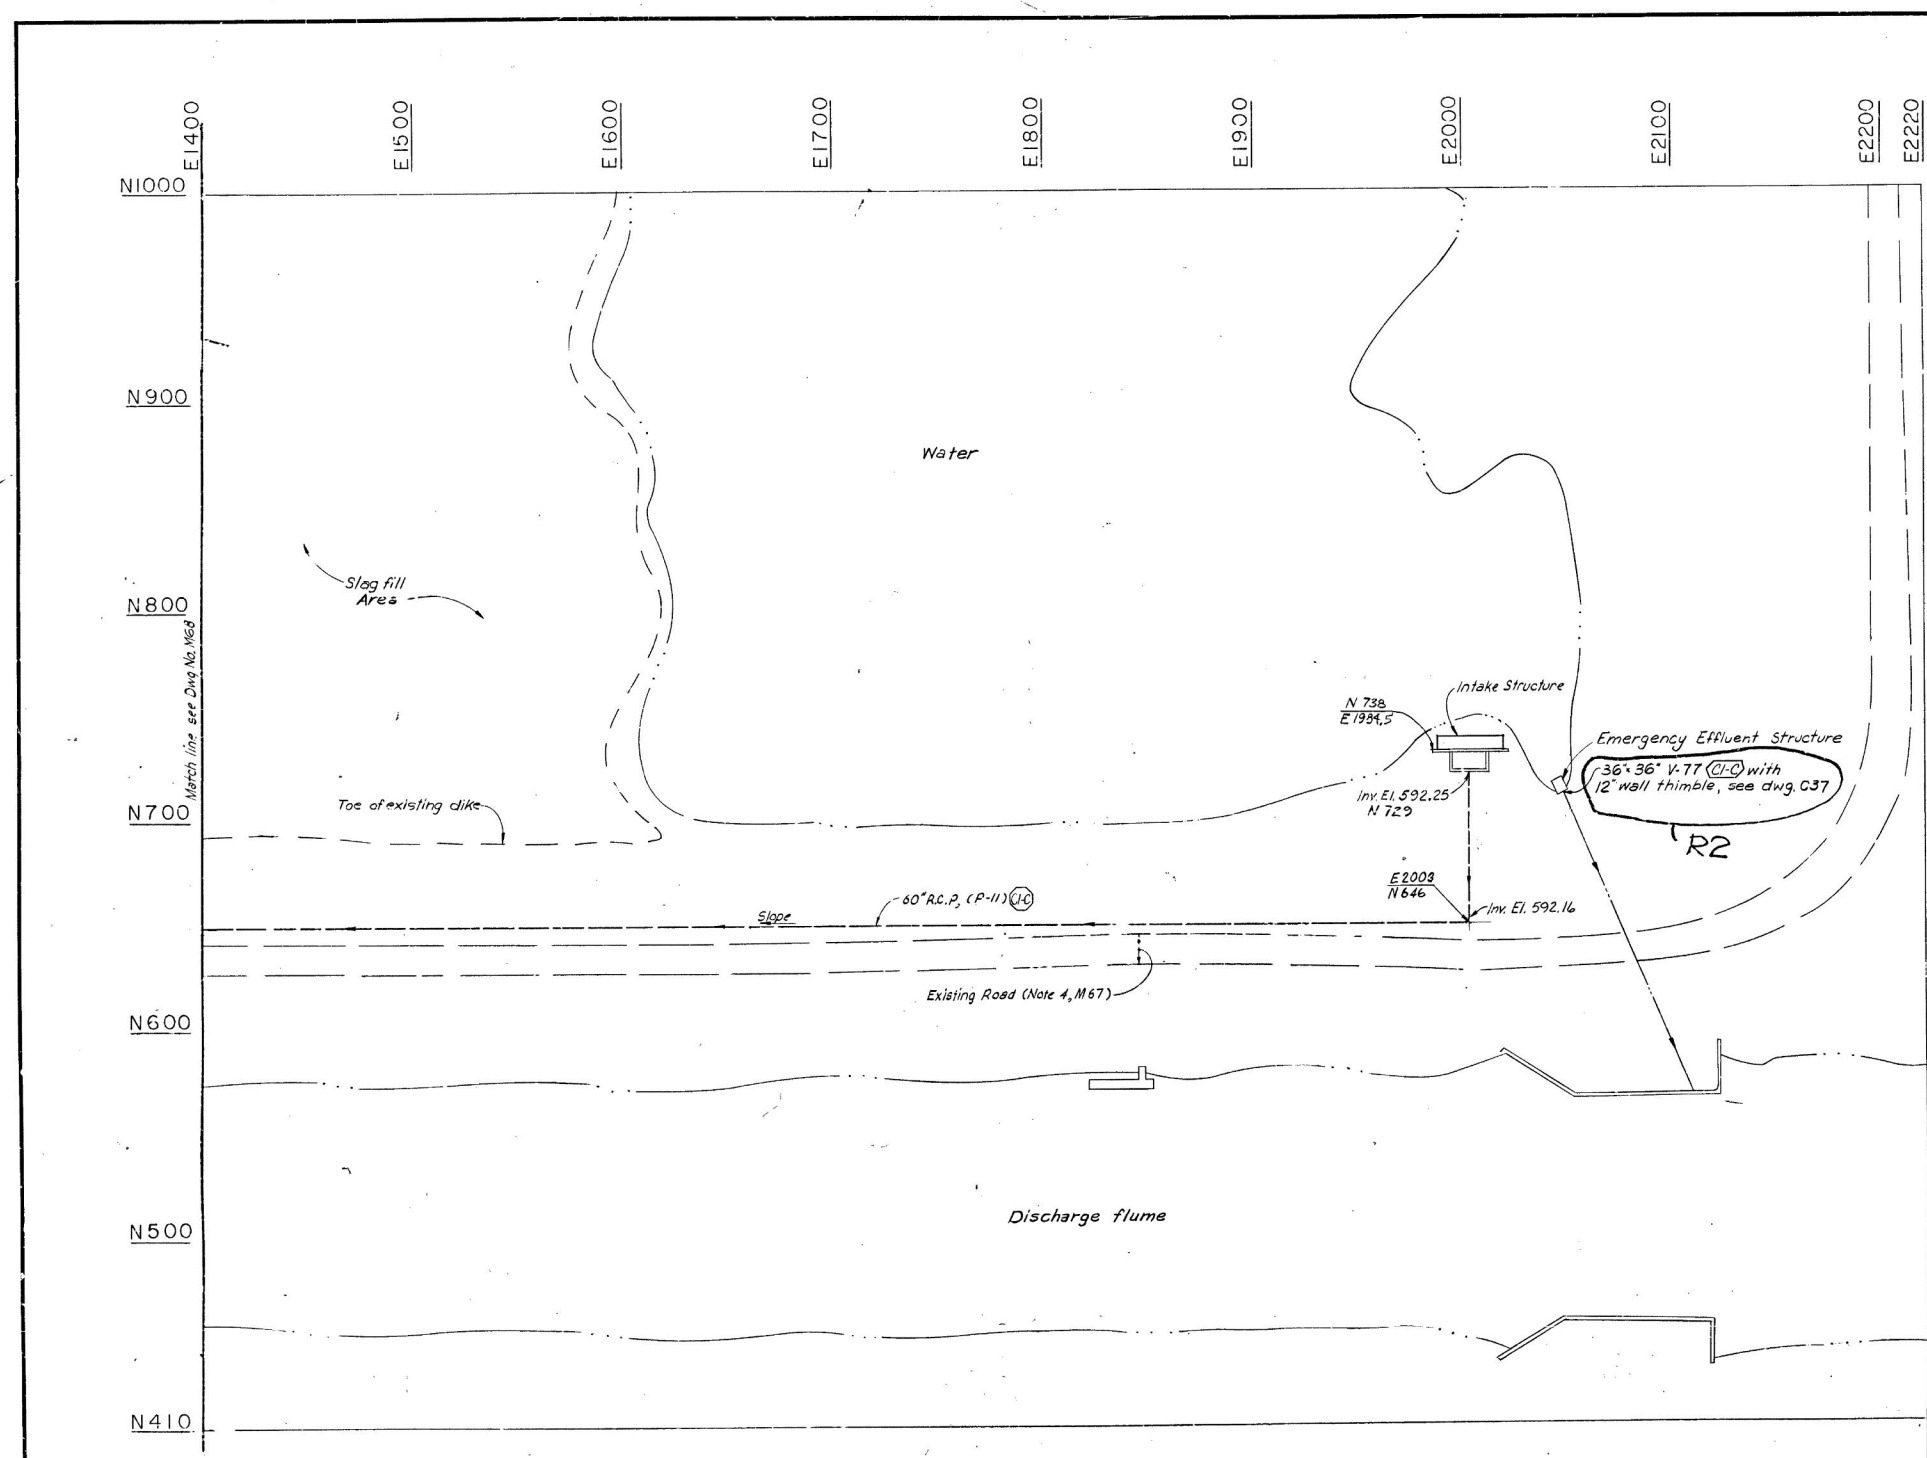 E1400
E1500
E1600
E1700
E1800
E1900
E2000
E2100
E2200
E2220
N1000
N900
Water
Slag fill
Area
N800
Match line see Dwg No. M68
Intake Structure
N 738
E 1984.5
Emergency Effluent Structure
36"x36" V-77 CI-C with
12" wall thimble, see dwg. C37
R2
Inv. El. 592.25
N 729
Toe of existing dike
N700
E2003
N646
60" R.C.P, (P-11) CI-C
Inv. El. 592.16
Slope
Existing Road (Note 4, M67)
N600
N500
Discharge flume
N410